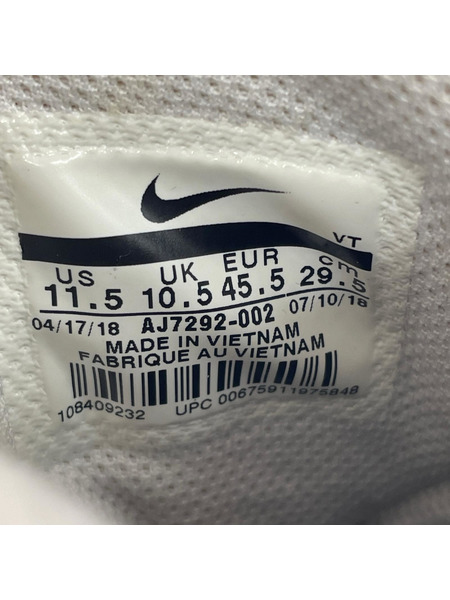 VT
US UK EUR cm
11.5 10.5 45.5 29.5
04/17/18 AJ7292-002 07/10/18
MADE IN VIETNAM
FABRIQUE AU VIETNAM
108409232 UPC 00675911975848